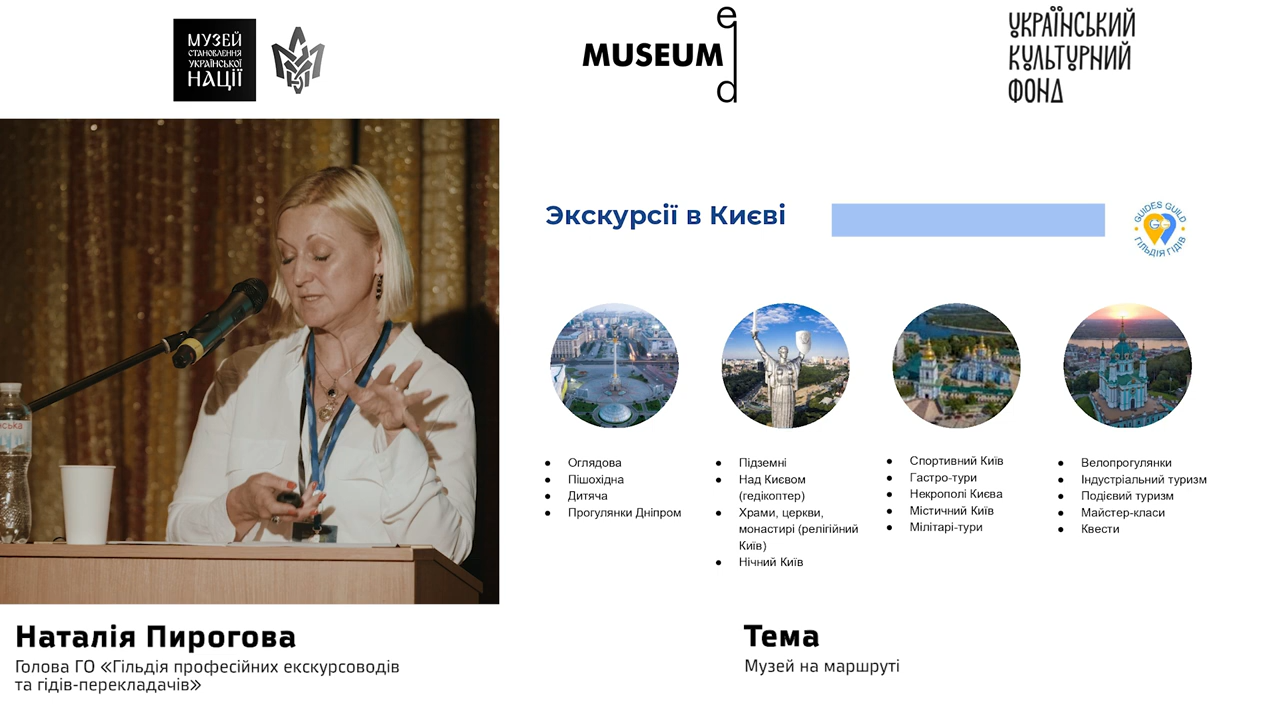 МУЗЕЙ
СТАНОВЛЕННЯ
УКРАЇНСЬКОЇ
НАЦІЇ
MUSEUM
ed
УКРАЇНСЬКИЙ
КУЛЬТУРНИЙ
ФОНД
Экскурсії в Києві
GUIDES GUILD
ГІЛЬДІЯ ГІДІВ
● Оглядова
● Пішохідна
● Дитяча
● Прогулянки Дніпром
● Підземні
● Над Києвом
(гедікоптер)
● Храми, церкви,
монастирі (релігійний
Київ)
● Нічний Київ
● Спортивний Київ
● Гастро-тури
● Некрополі Києва
● Містичний Київ
● Мілітарі-тури
● Велопрогулянки
● Індустріальний туризм
● Подієвий туризм
● Майстер-класи
● Квести
Наталія Пирогова
Голова ГО «Гільдія професійних екскурсоводів
та гідів-перекладачів»
Тема
Музей на маршруті